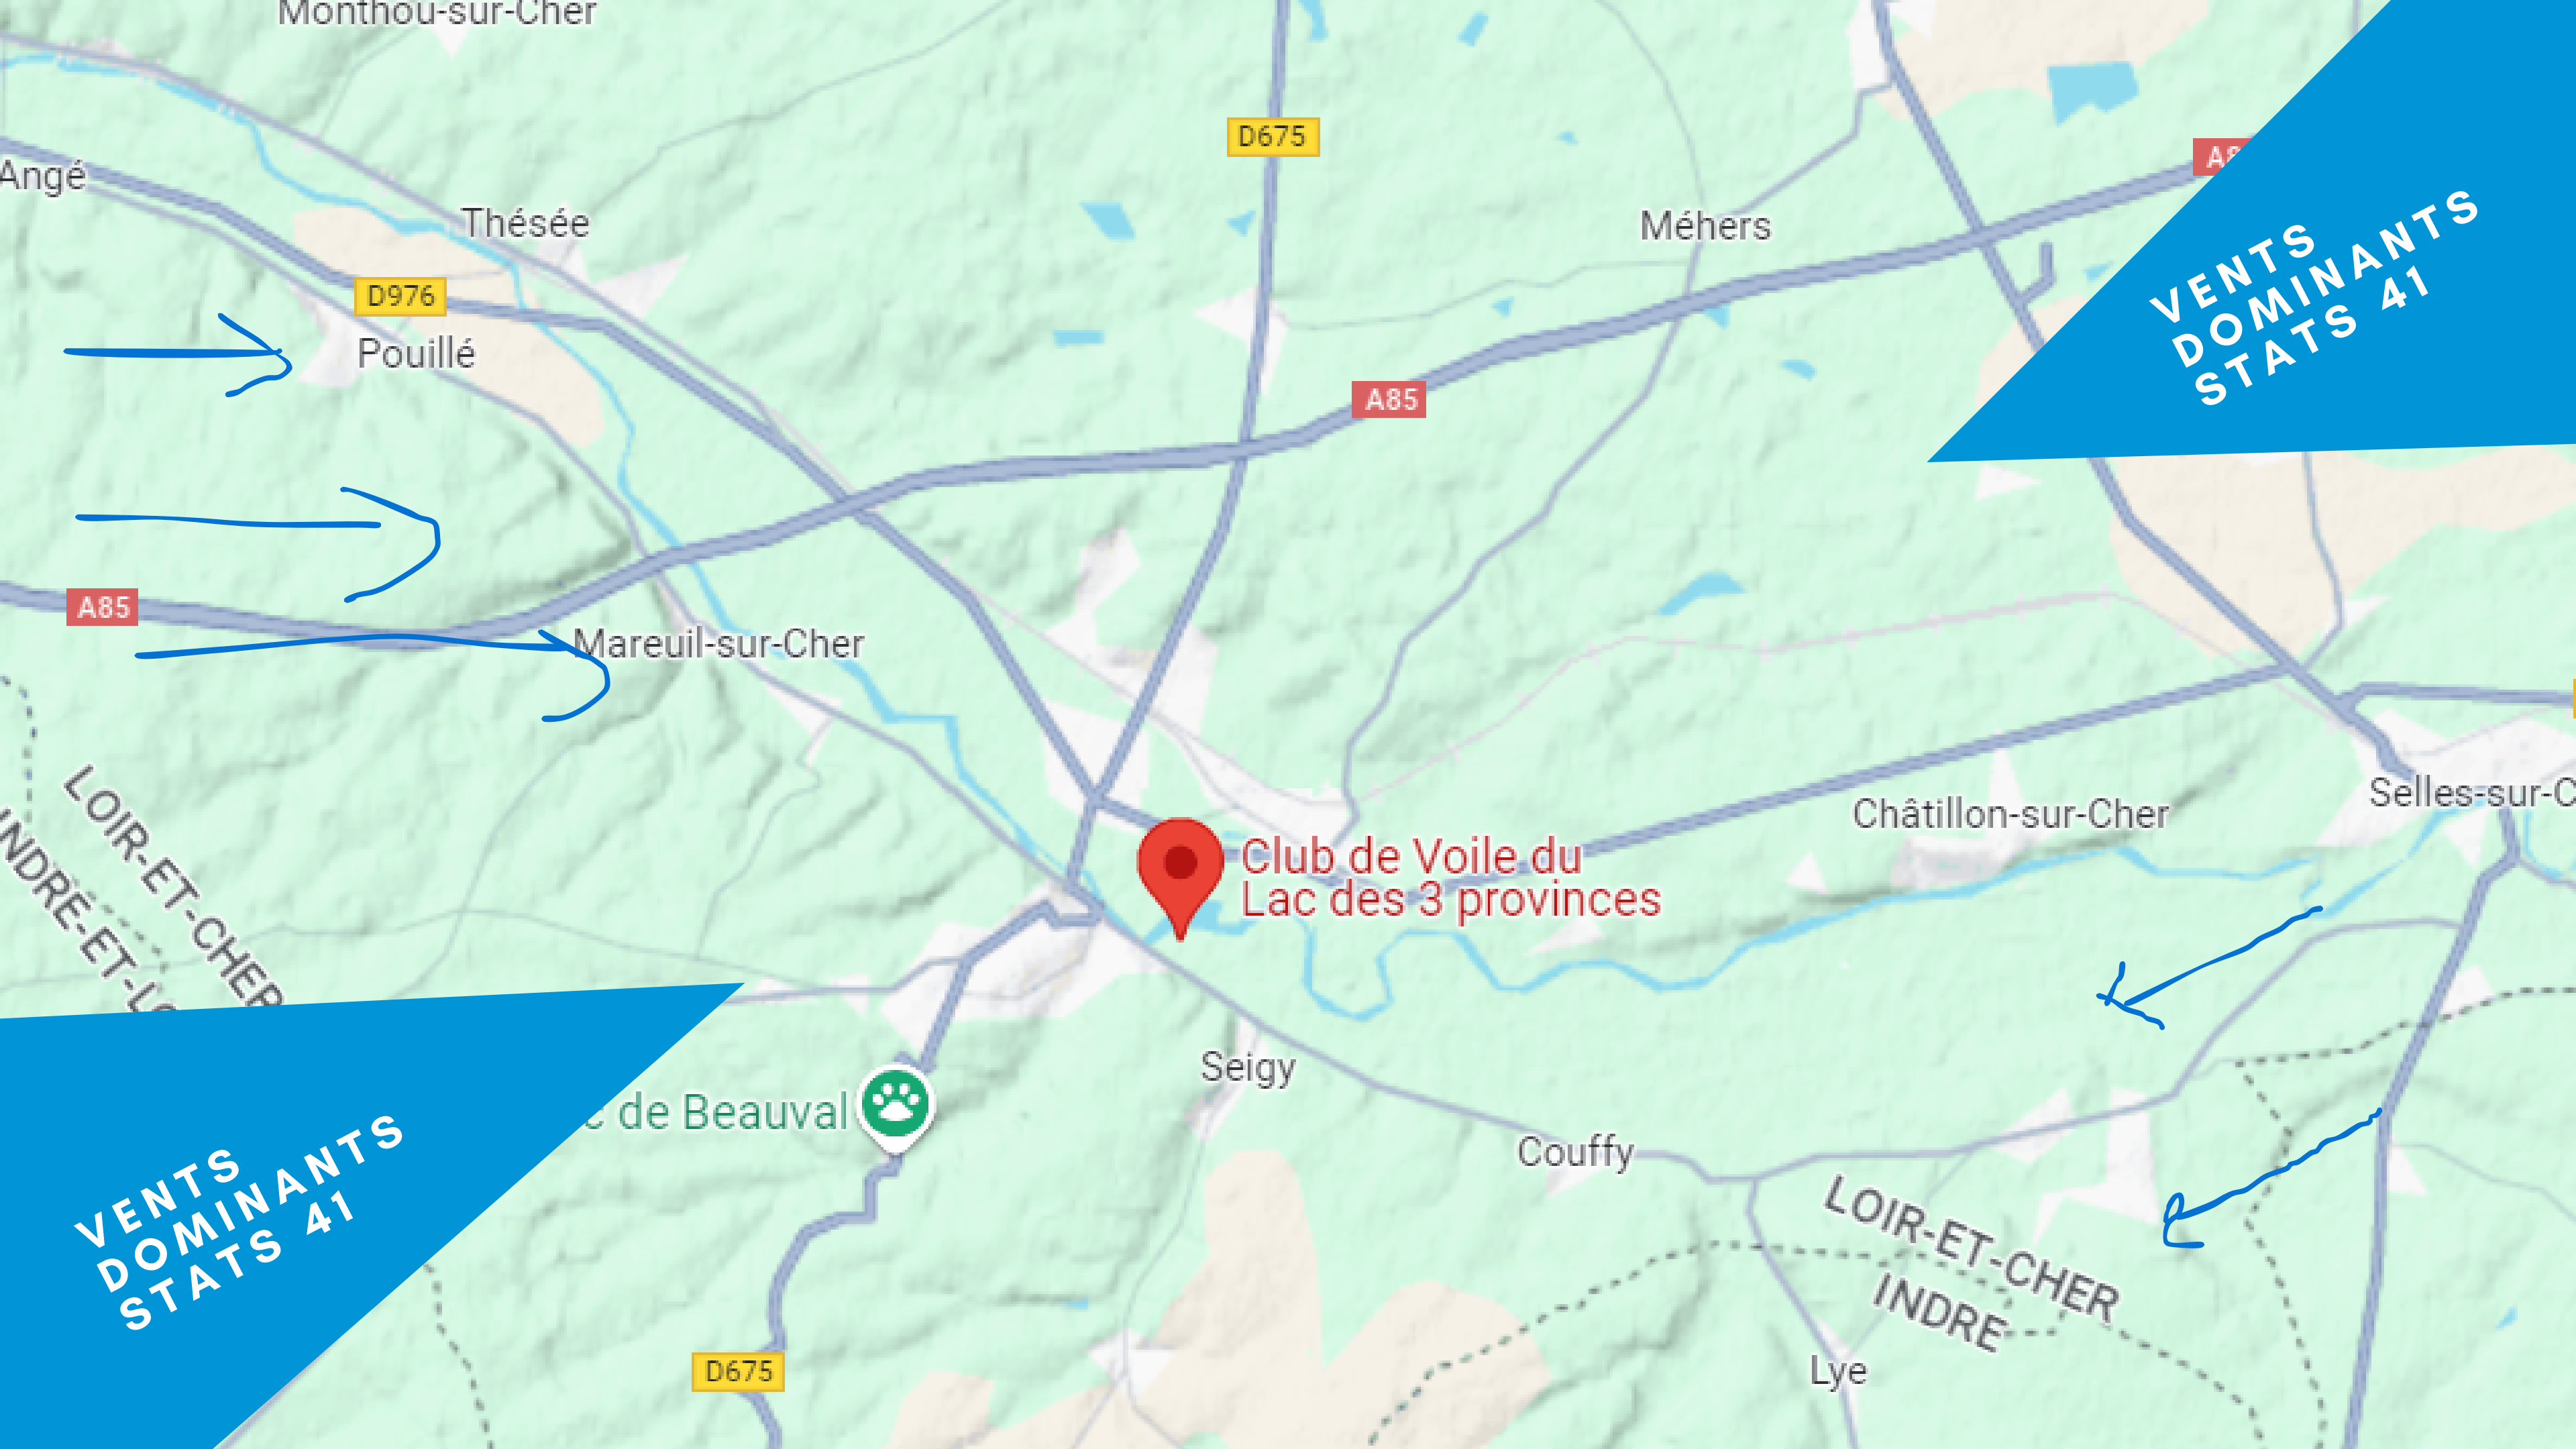 Monthou-sur-Cher
D675
Angé
Thésée
Méhers
VENTS
DOMINANTS
STATS 41
D976
Pouillé
A85
A85
Mareuil-sur-Cher
LOIR-ET-CHER
Châtillon-sur-Cher
Club de Voile du
Lac des 3 provinces
Seigy
de Beauval
Couffy
VENTS
DOMINANTS
STATS 41
LOIR-ET-CHER
INDRE
D675
Lye